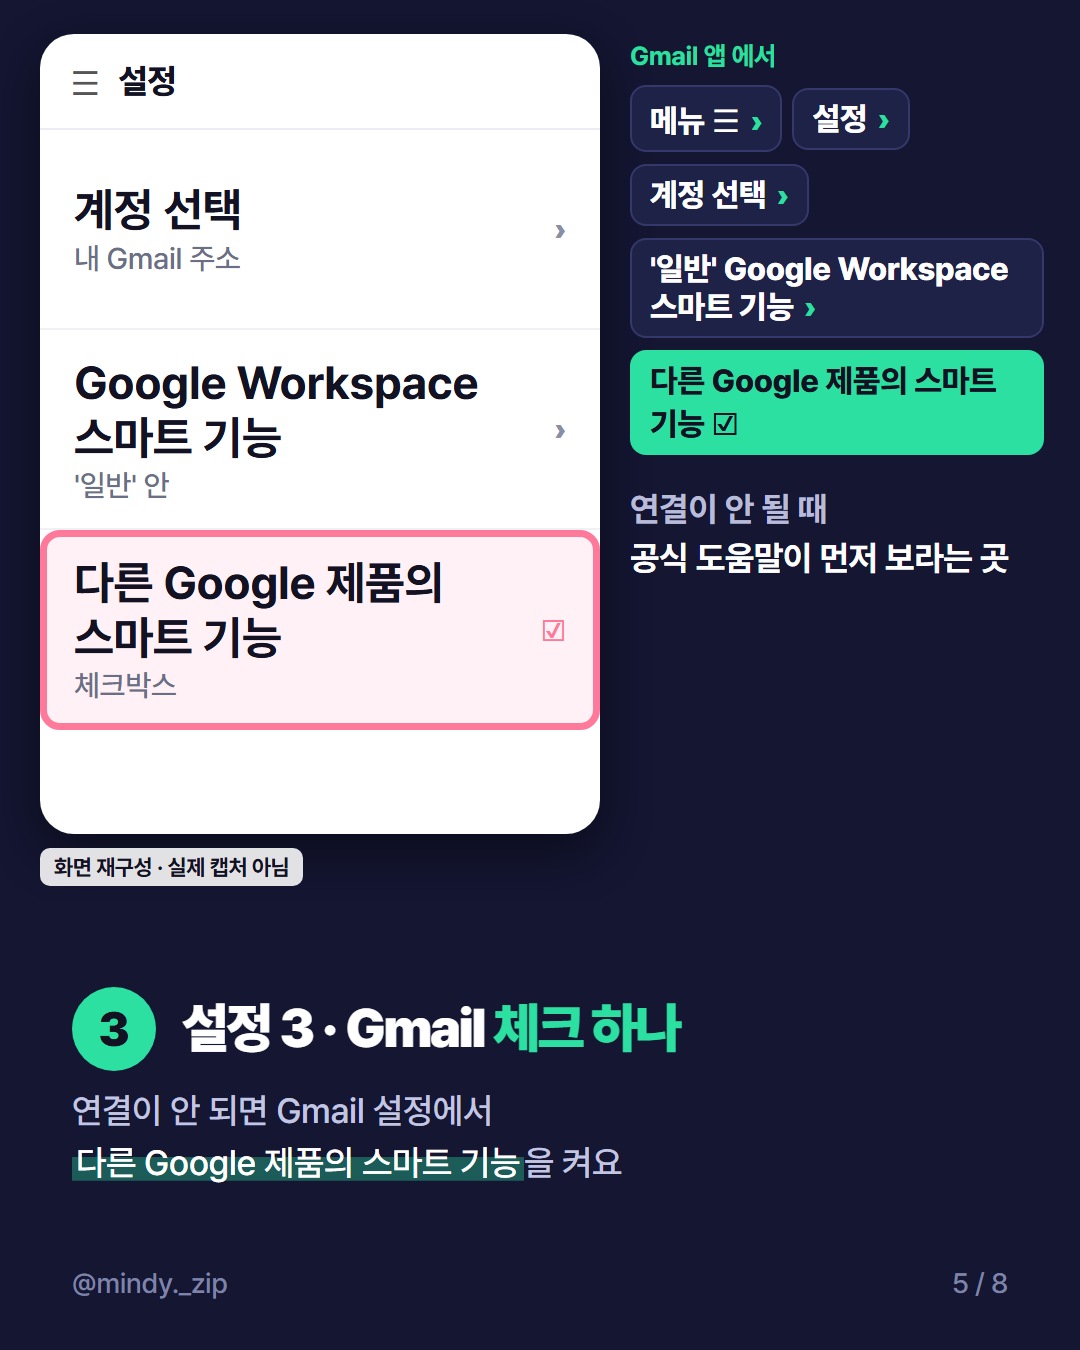 ☰ 설정
계정 선택 ›
내 Gmail 주소
Google Workspace
스마트 기능 ›
'일반' 안
다른 Google 제품의
스마트 기능 ☑
체크박스
화면 재구성 · 실제 캡처 아님
Gmail 앱 에서
메뉴 ☰ › 설정 ›
계정 선택 ›
'일반' Google Workspace
스마트 기능 ›
다른 Google 제품의 스마트
기능 ☑
연결이 안 될 때
공식 도움말이 먼저 보라는 곳
3 설정 3 · Gmail 체크 하나
연결이 안 되면 Gmail 설정에서
다른 Google 제품의 스마트 기능을 켜요
@mindy._zip
5 / 8